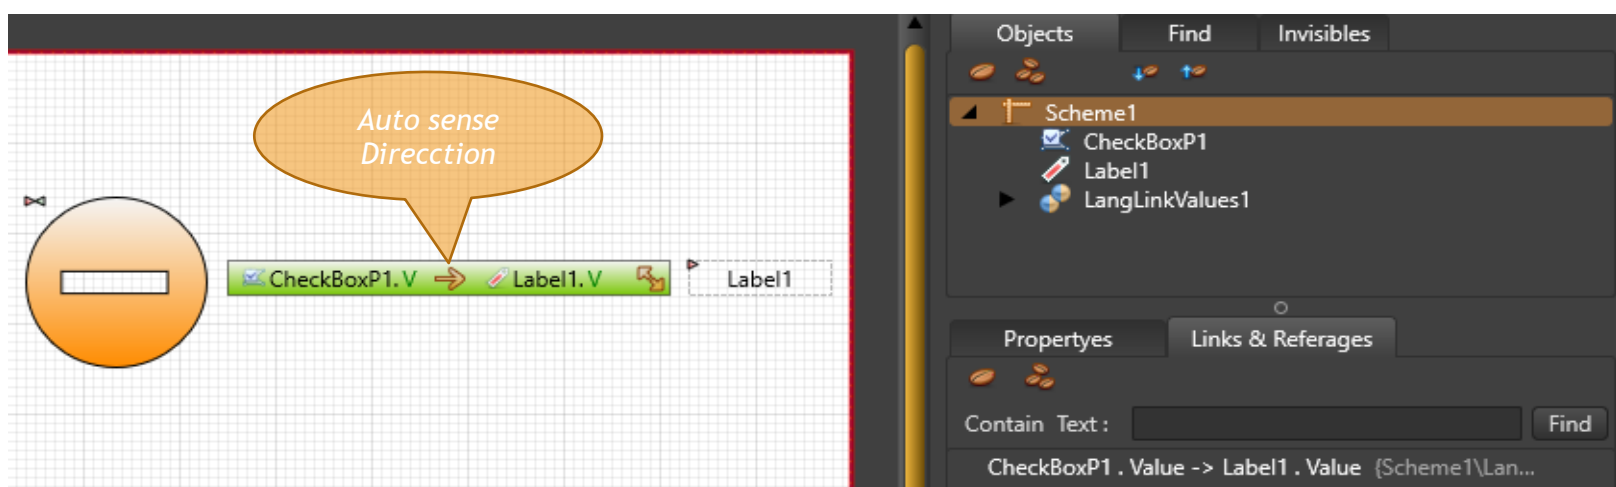 Auto sense
Direcction
CheckBoxP1.V Label1.V
Label1
Objects Find Invisibles
Scheme1
CheckBoxP1
Label1
LangLinkValues1
Propertyes Links & Referages
Contain Text : Find
CheckBoxP1 . Value -> Label1 . Value {Scheme1\Lan...